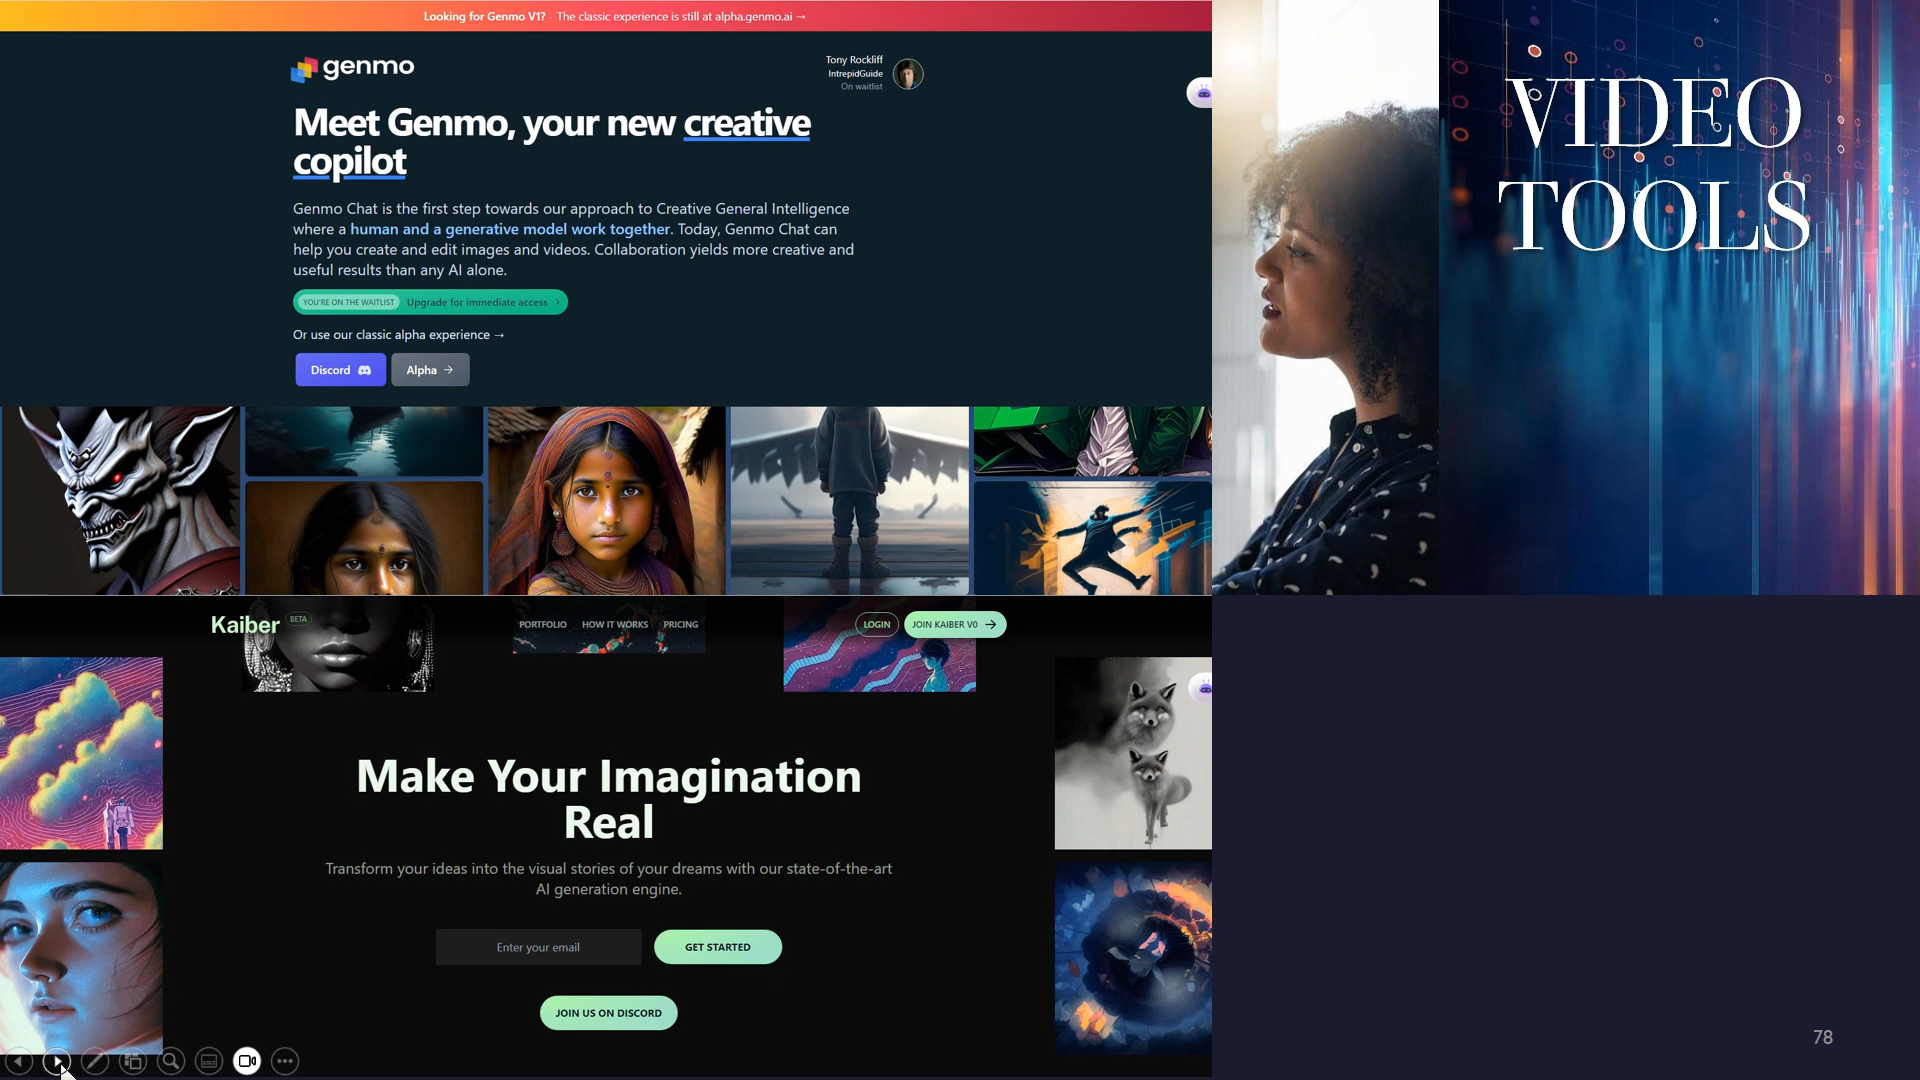 Looking for Genmo V1? · The classic experience is still at alpha.genmo.ai →
genmo
Tony Rockliff
IntrepidGuide
On waitlist
Meet Genmo, your new creative
copilot
Genmo Chat is the first step towards our approach to Creative General Intelligence
where a human and a generative model work together. Today, Genmo Chat can
help you create and edit images and videos. Collaboration yields more creative and
useful results than any AI alone.
YOU'RE ON THE WAITLIST Upgrade for immediate access ›
Or use our classic alpha experience →
Discord
Alpha →
VIDEO
TOOLS
Kaiber BETA
PORTFOLIO HOW IT WORKS PRICING
LOGIN
JOIN KAIBER V0 →
Make Your Imagination
Real
Transform your ideas into the visual stories of your dreams with our state-of-the-art
AI generation engine.
Enter your email
GET STARTED
JOIN US ON DISCORD
78